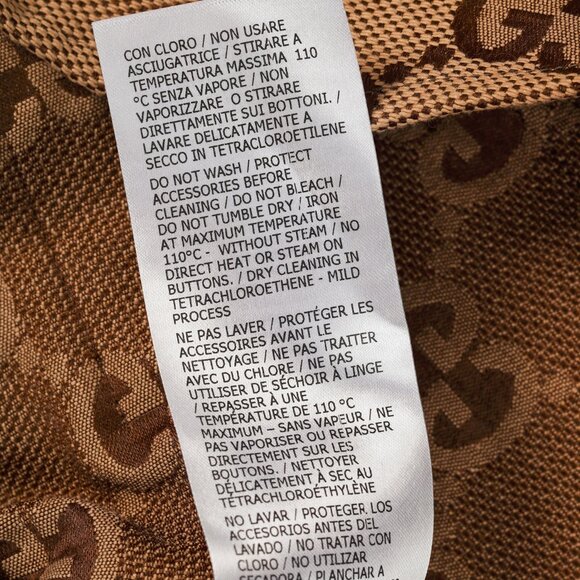 CON CLORO / NON USARE
ASCIUGATRICE / STIRARE A
TEMPERATURA MASSIMA 110
°C SENZA VAPORE / NON
VAPORIZZARE O STIRARE
DIRETTAMENTE SUI BOTTONI. /
LAVARE DELICATAMENTE A
SECCO IN TETRACLOROETILENE
DO NOT WASH / PROTECT
ACCESSORIES BEFORE
CLEANING / DO NOT BLEACH /
DO NOT TUMBLE DRY / IRON
AT MAXIMUM TEMPERATURE
110°C - WITHOUT STEAM / NO
DIRECT HEAT OR STEAM ON
BUTTONS. / DRY CLEANING IN
TETRACHLOROETHENE - MILD
PROCESS
NE PAS LAVER / PROTÉGER LES
ACCESSOIRES AVANT LE
NETTOYAGE / NE PAS TRAITER
AVEC DU CHLORE / NE PAS
UTILISER DE SÉCHOIR À LINGE
/ REPASSER À UNE
TEMPÉRATURE DE 110 °C
MAXIMUM – SANS VAPEUR / NE
PAS VAPORISER OU REPASSER
DIRECTEMENT SUR LES
BOUTONS. / NETTOYER
DÉLICATEMENT À SEC AU
TÉTRACHLOROÉTHYLÈNE
NO LAVAR / PROTEGER LOS
ACCESORIOS ANTES DEL
LAVADO / NO TRATAR CON
CLORO / NO UTILIZAR
SECADORA / PLANCHAR A